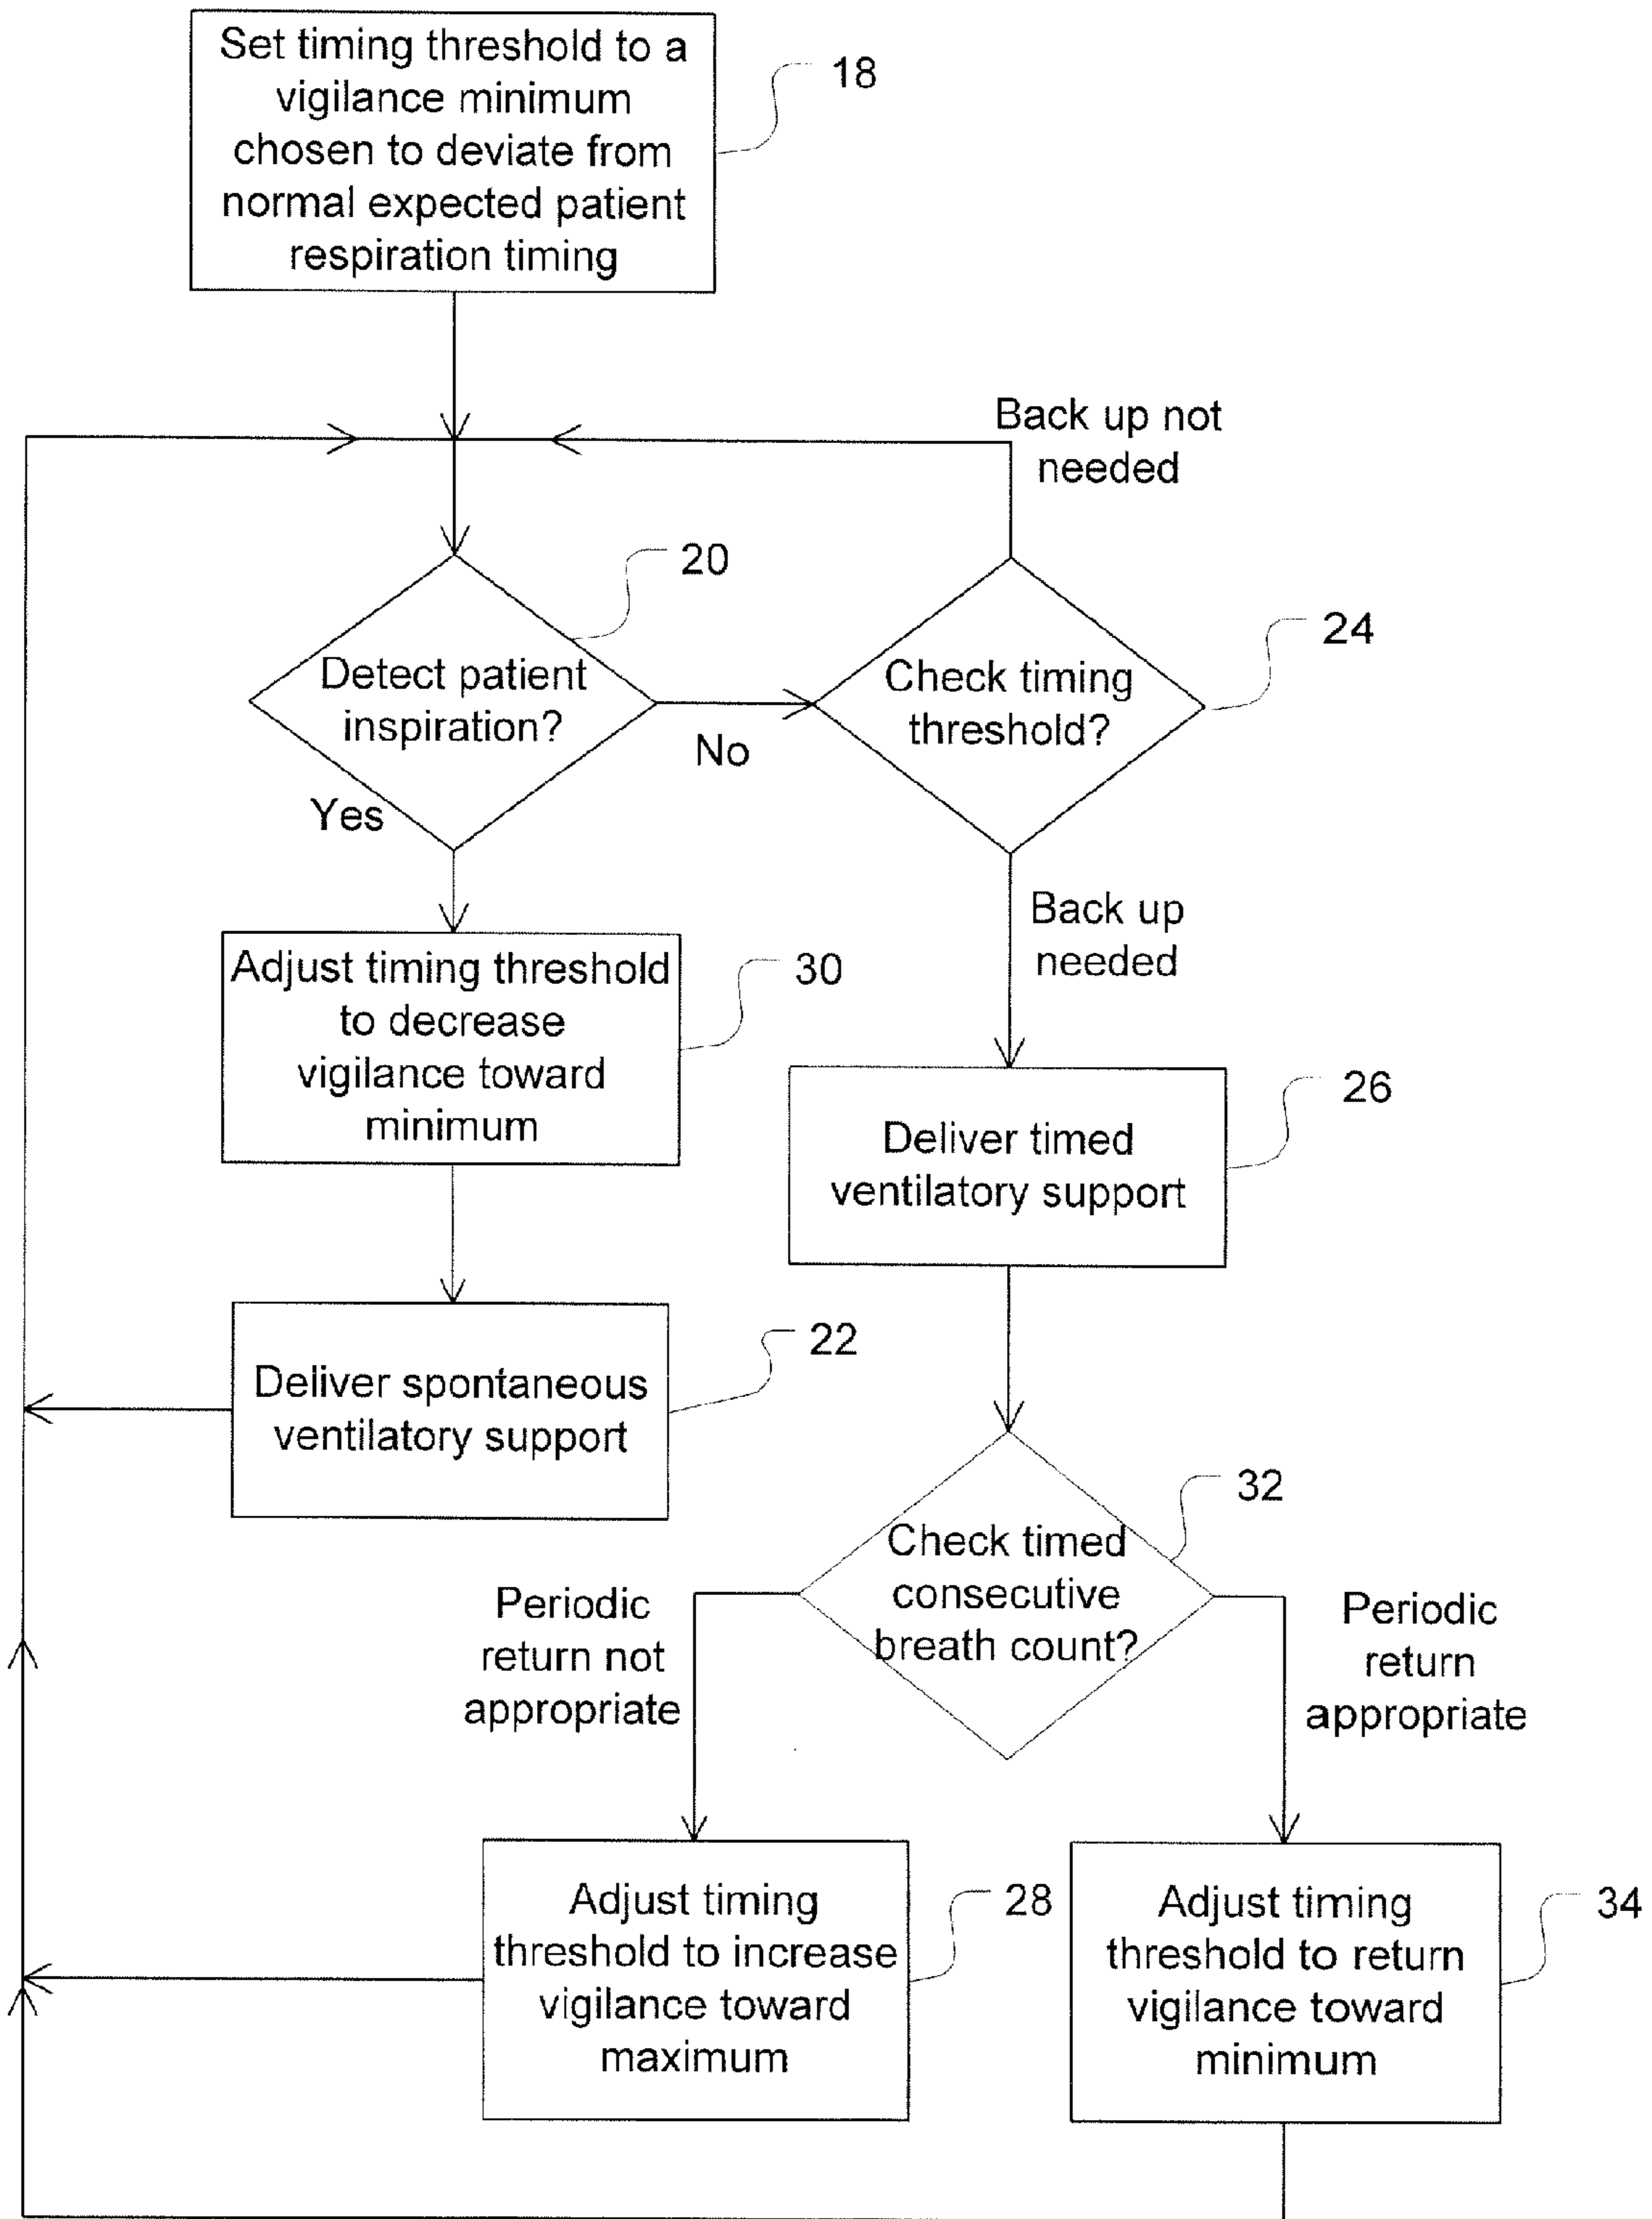 Set timing threshold to a
vigilance minimum
chosen to deviate from
normal expected patient
respiration timing
18
Back up not
needed
20
Detect patient
inspiration?
No
Yes
24
Check timing
threshold?
Back up
needed
Adjust timing threshold
to decrease
vigilance toward
minimum
30
26
Deliver timed
ventilatory support
22
Deliver spontaneous
ventilatory support
32
Check timed
consecutive
breath count?
Periodic
return not
appropriate
Periodic
return
appropriate
Adjust timing
threshold to increase
vigilance toward
maximum
28
Adjust timing
threshold to return
vigilance toward
minimum
34